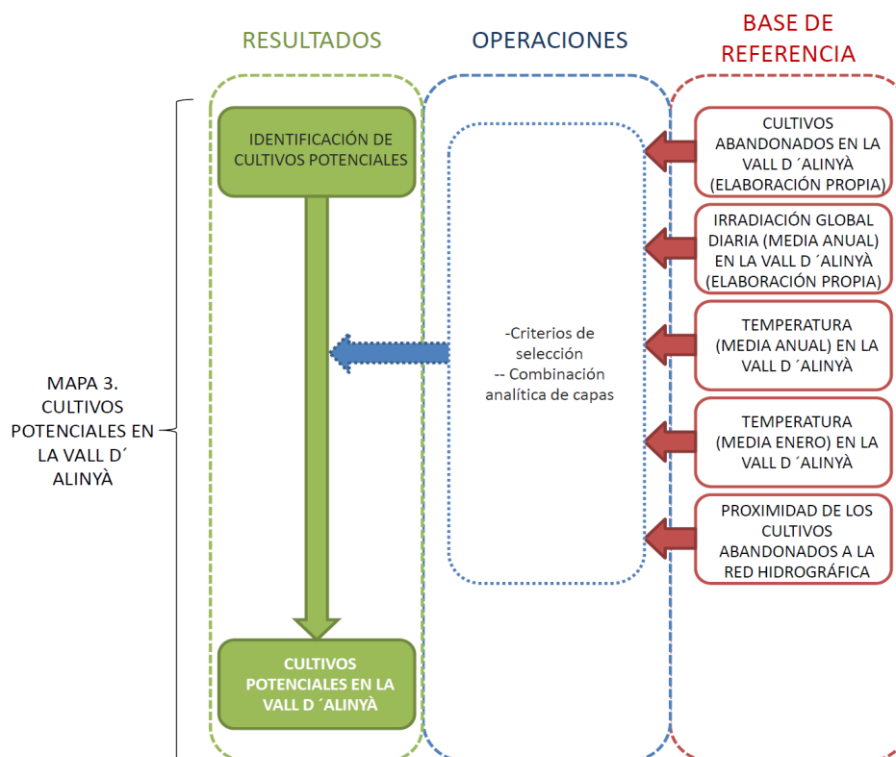 RESULTADOS
OPERACIONES
BASE DE
REFERENCIA
MAPA 3.
CULTIVOS
POTENCIALES EN
LA VALL D´
ALINYÀ
IDENTIFICACIÓN DE
CULTIVOS POTENCIALES
CULTIVOS
POTENCIALES EN LA
VALL D ´ALINYÀ
-Criterios de
selección
-- Combinación
analítica de capas
CULTIVOS
ABANDONADOS EN LA
VALL D ´ALINYÀ
(ELABORACIÓN PROPIA)
IRRADIACIÓN GLOBAL
DIARIA (MEDIA ANUAL)
EN LA VALL D ´ALINYÀ
(ELABORACIÓN PROPIA)
TEMPERATURA
(MEDIA ANUAL) EN LA
VALL D ´ALINYÀ
TEMPERATURA
(MEDIA ENERO) EN LA
VALL D ´ALINYÀ
PROXIMIDAD DE LOS
CULTIVOS
ABANDONADOS A LA
RED HIDROGRÁFICA